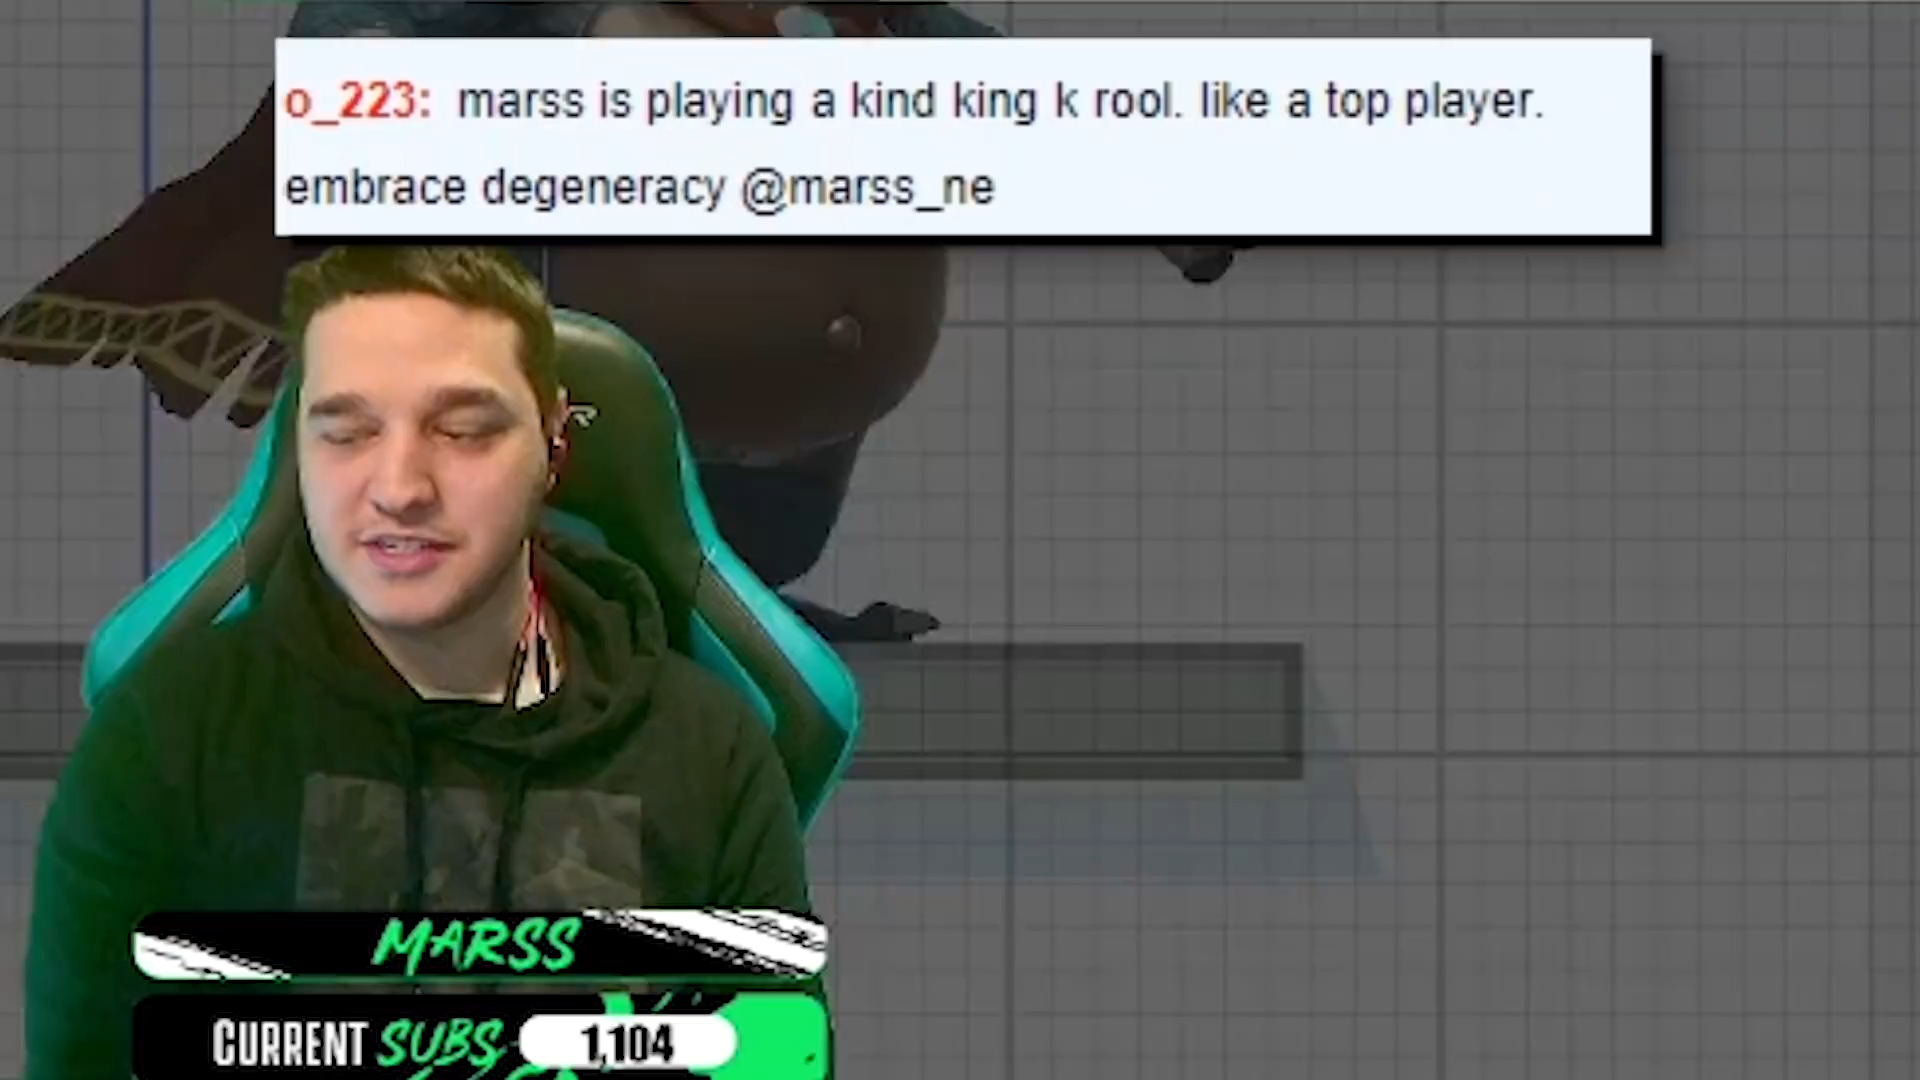 o_223: marss is playing a kind king k rool. like a top player.
embrace degeneracy @marss_ne
MARSS
CURRENT SUBS 1,104